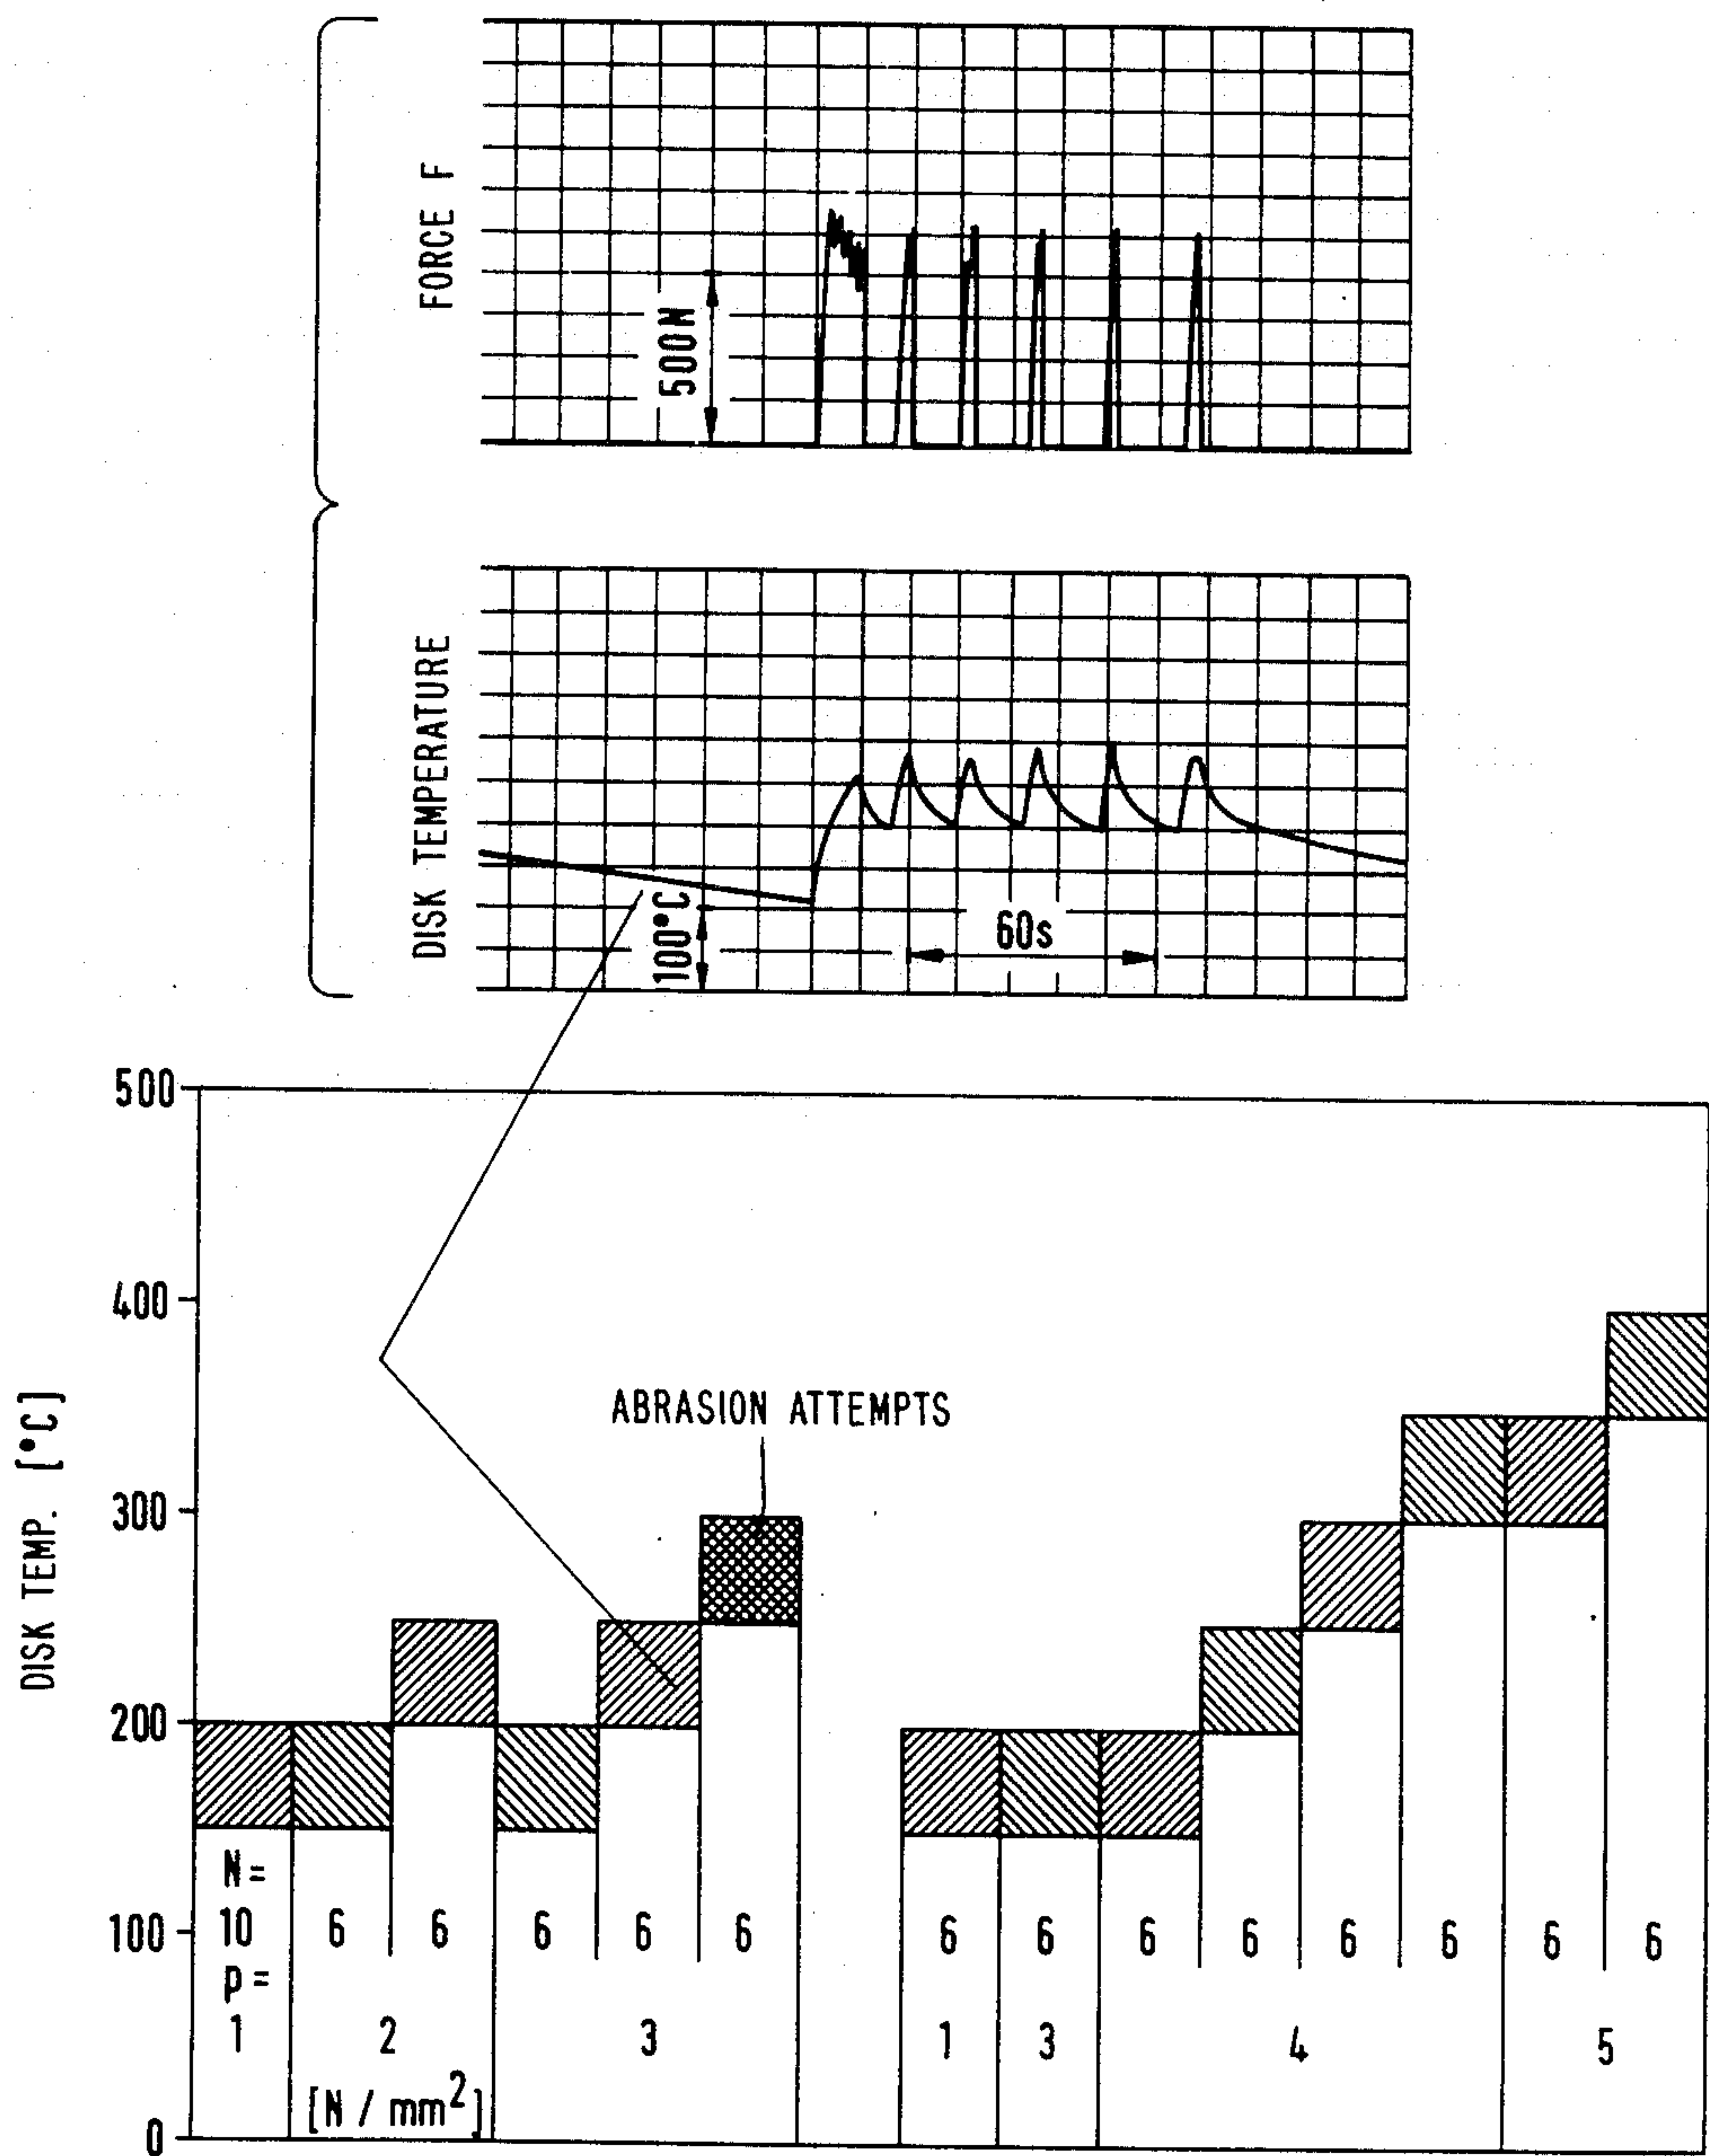 FORCE F
500N
DISK TEMPERATURE
100°C
60s
DISK TEMP. [°C]
500
400
300
200
100
0
ABRASION ATTEMPTS
N=
10 6 6 6 6 6 6 6 6 6 6 6 6 6
p=
1 2 3 1 3 4 5
[N / mm²]